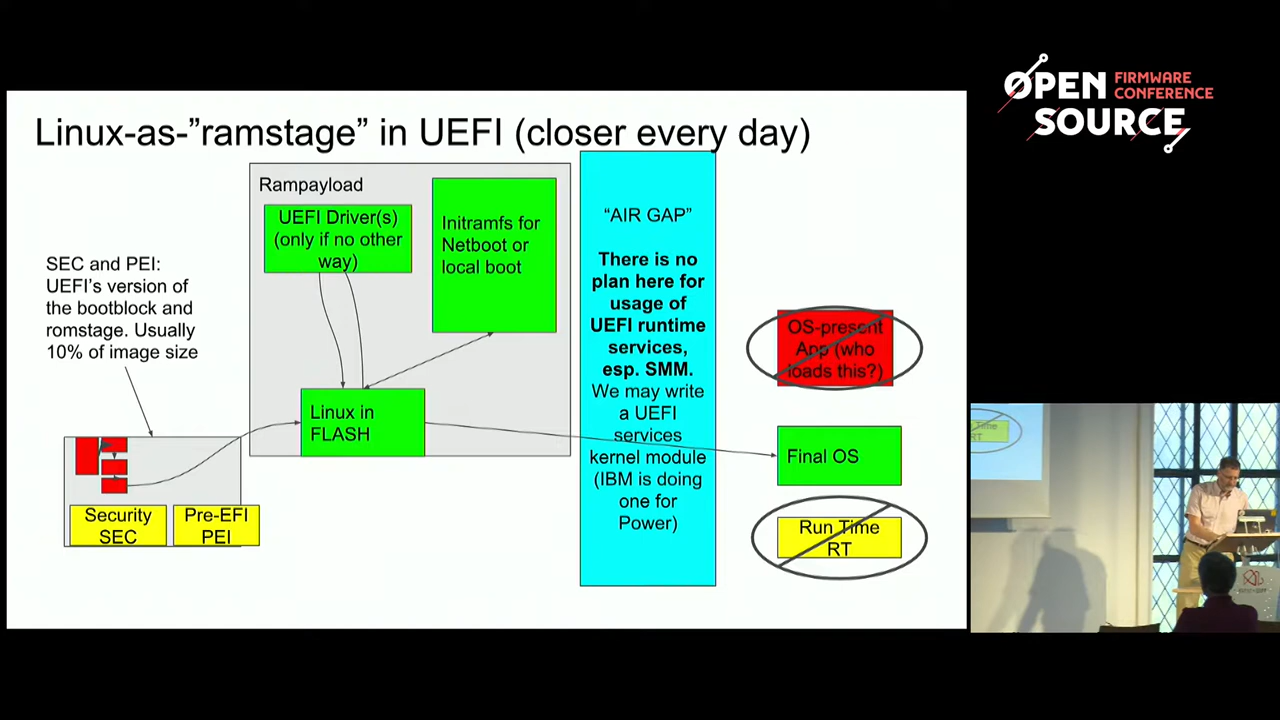 OPEN
SOURCE
FIRMWARE
CONFERENCE
Linux-as-”ramstage” in UEFI (closer every day)
Rampayload
UEFI Driver(s)
(only if no other
way)
Initramfs for
Netboot or
local boot
SEC and PEI:
UEFI’s version of
the bootblock and
romstage. Usually
10% of image size
Linux in
FLASH
Security
SEC
Pre-EFI
PEI
“AIR GAP”
There is no
plan here for
usage of
UEFI runtime
services,
esp. SMM.
We may write
a UEFI
services
kernel module
(IBM is doing
one for
Power)
OS-present
App (who
loads this?)
Final OS
Run Time
RT
Time
RT